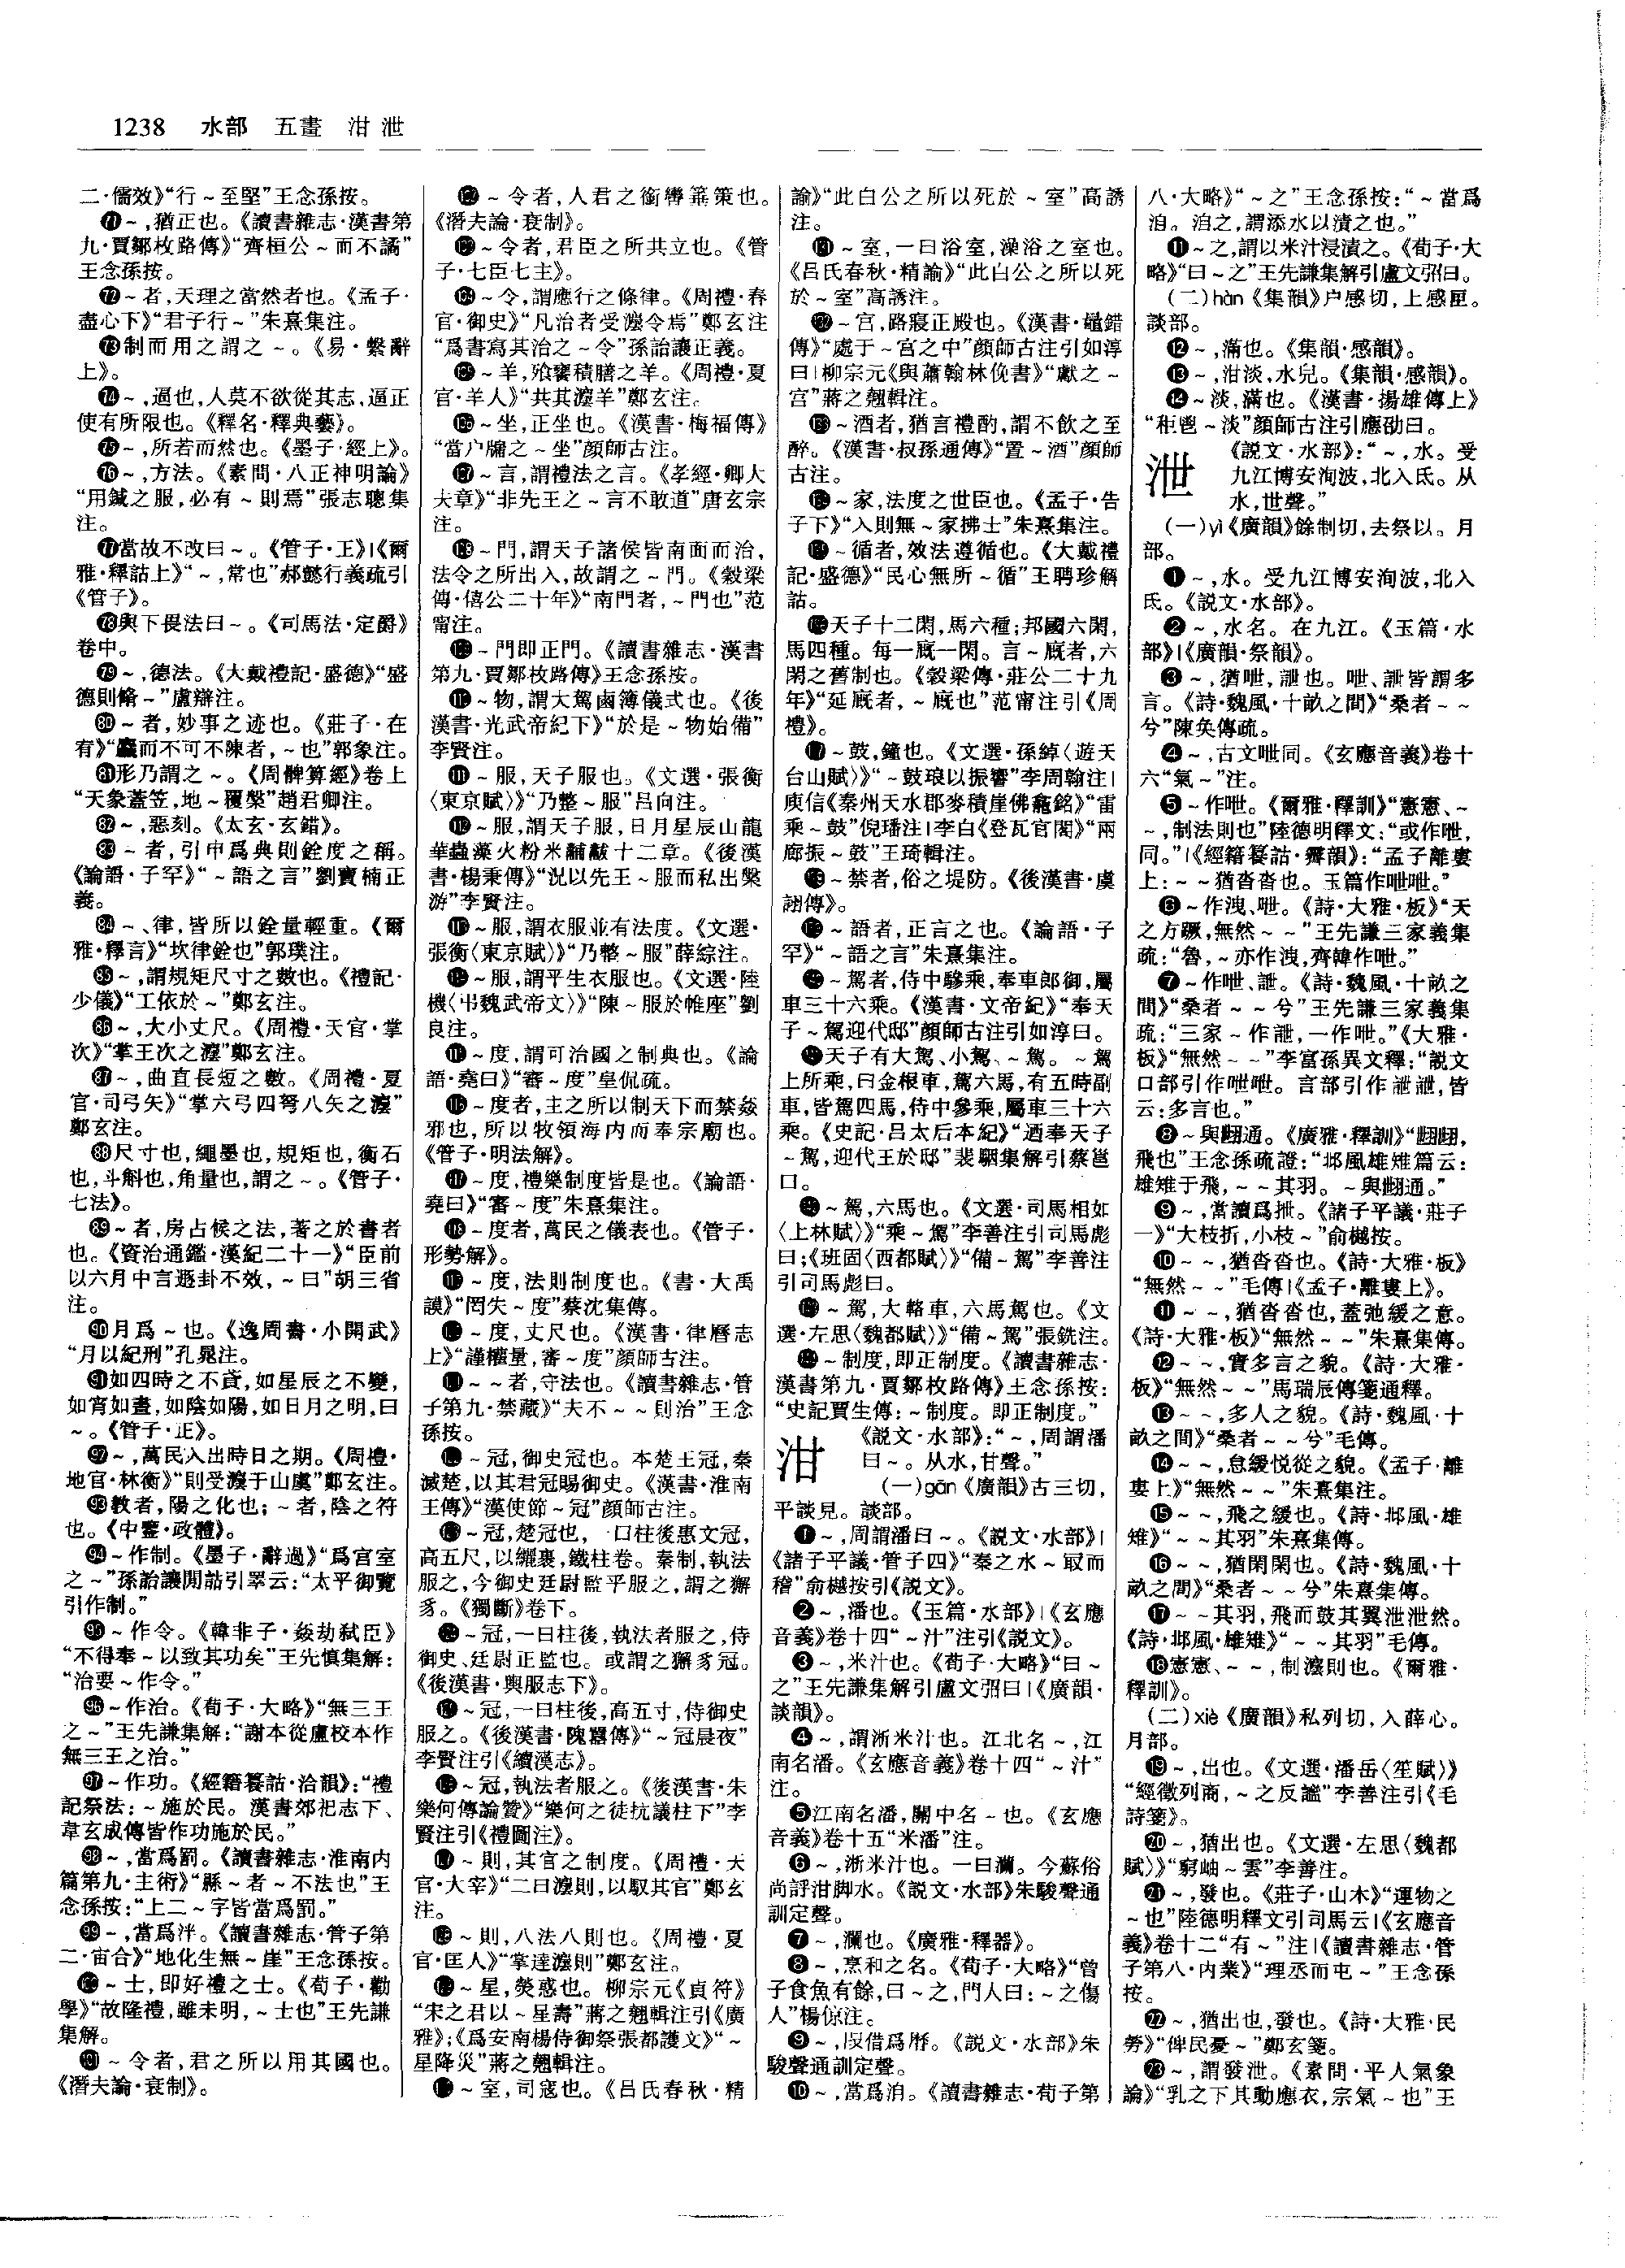 1238 水部 五畫 泔 泄
二·儒效》“行～至堅”王念孫按。
㉛～,猶正也。《讀書雜志·漢書第
九·賈鄒枚路傳》“齊桓公～而不譎”
王念孫按。
～者,天理之當然者也。《孟子·
盡心下》“君子行～”朱熹集注。
制而用之謂之～。《易·繫辭
上》。
～,逼也,人莫不欲從其志,逼正
使有所限也。《釋名·釋典藝》。
～,所若而然也。《墨子·經上》。
～,方法。《素問·八正神明論》
“用鍼之服,必有～則焉”張志聰集
注。
當故不改曰～。《管子·正》|《爾
雅·釋詁上》“～,常也”郝懿行義疏引
《管子》。
與下畏法曰～。《司馬法·定爵》
卷中。
～,德法。《大戴禮記·盛德》“盛
德則脩～”盧辯注。
～者,妙事之迹也。《莊子·在
有》“麤而不可不陳者,～也”郭象注。
形乃謂之～。《周髀算經》卷上
“天象蓋笠,地～覆槃”趙君卿注。
～,惡刻。《太玄·玄錯》。
～者,引申爲典則銓度之稱。
《論語·子罕》“～語之言”劉寶楠正
義。
～、律,皆所以銓量輕重。《爾
雅·釋言》“坎律銓也”郭璞注。
～,謂規矩尺寸之數也。《禮記·
少儀》“工依於～”鄭玄注。
～,大小丈尺。《周禮·天官·掌
次》“掌王次之灋”鄭玄注。
～,曲直長短之數。《周禮·夏
官·司弓矢》“掌六弓四弩八矢之灋”
鄭玄注。
尺寸也,繩墨也,規矩也,衡石
也,斗斛也,角量也,謂之～。《管子·
七法》。
～者,房占候之法,著之於書者
也。《資治通鑑·漢紀二十一》“臣前
以六月中言遯卦不效,～曰”胡三省
注。
月爲～也。《逸周書·小開武》
“月以紀刑”孔晁注。
如四時之不貣,如星辰之不變,
如宵如晝,如陰如陽,如日月之明,曰
～。《管子·正》。
～,萬民入出時日之期。《周禮·
地官·林衡》“則受灋于山虞”鄭玄注。
教者,陽之化也;～者,陰之符
也。《中鑒·政體》。
～作制。《墨子·辭過》“爲宮室
之～”孫詒讓閒詁引畢云:“太平御覽
引作制。”
～作令。《韓非子·姦劫弑臣》
“不得奉～以致其功矣”王先慎集解:
“治要～作令。”
～作治。《荀子·大略》“無三王
之～”王先謙集解:“謝本從盧校本作
無三王之治。”
～作功。《經籍籑詁·洽韻》:“禮
記祭法:～施於民。漢書郊祀志下、
韋玄成傳皆作功施於民。”
～,當爲罰。《讀書雜志·淮南内
篇第九·主術》“縣～者～不法也”王
念孫按:“上二～字皆當爲罰。”
～,當爲泮。《讀書雜志·管子第
二·宙合》“地化生無～崖”王念孫按。
～士,即好禮之士。《荀子·勸
學》“故隆禮,雖未明,～士也”王先謙
集解。
～令者,君之所以用其國也。
《潛夫論·衰制》。
～令者,人君之銜轡箠策也。
《潛夫論·衰制》。
～令者,君臣之所共立也。《管
子·七臣七主》。
～令,謂應行之條律。《周禮·春
官·御史》“凡治者受灋令焉”鄭玄注
“爲書寫其治之～令”孫詒讓正義。
～羊,飧饔積膳之羊。《周禮·夏
官·羊人》“共其灋羊”鄭玄注。
～坐,正坐也。《漢書·梅福傳》
“當户牖之～坐”顏師古注。
～言,謂禮法之言。《孝經·卿大
夫章》“非先王之～言不敢道”唐玄宗
注。
～門,謂天子諸侯皆南面而治,
法令之所出入,故謂之～門。《穀梁
傳·僖公二十年》“南門者,～門也”范
甯注。
～門即正門。《讀書雜志·漢書
第九·賈鄒枚路傳》王念孫按。
～物,謂大駕鹵簿儀式也。《後
漢書·光武帝紀下》“於是～物始備”
李賢注。
～服,天子服也。《文選·張衡
〈東京賦〉》“乃整～服”吕向注。
～服,謂天子服,日月星辰山龍
華蟲藻火粉米黼黻十二章。《後漢
書·楊秉傳》“況以先王～服而私出槃
游”李賢注。
～服,謂衣服並有法度。《文選·
張衡〈東京賦〉》“乃整～服”薛綜注。
～服,謂平生衣服也。《文選·陸
機〈弔魏武帝文〉》“陳～服於帷座”劉
良注。
～度,謂可治國之制典也。《論
語·堯曰》“審～度”皇侃疏。
～度者,主之所以制天下而禁姦
邪也,所以牧領海内而奉宗廟也。
《管子·明法解》。
～度,禮樂制度皆是也。《論語·
堯曰》“審～度”朱熹集注。
～度者,萬民之儀表也。《管子·
形勢解》。
～度,法則制度也。《書·大禹
謨》“罔失～度”蔡沈集傳。
～度,丈尺也。《漢書·律曆志
上》“謹權量,審～度”顏師古注。
～～者,守法也。《讀書雜志·管
子第九·禁藏》“夫不～～則治”王念
孫按。
～冠,御史冠也。本楚王冠,秦
滅楚,以其君冠賜御史。《漢書·淮南
王傳》“漢使節～冠”顏師古注。
～冠,楚冠也,一曰柱後惠文冠,
高五尺,以纚裹,鐵柱卷。秦制,執法
服之,今御史廷尉監平服之,謂之獬
豸。《獨斷》卷下。
～冠,一曰柱後,執法者服之,侍
御史、廷尉正監也。或謂之獬豸冠。
《後漢書·輿服志下》。
～冠,一曰柱後,高五寸,侍御史
服之。《後漢書·隗囂傳》“～冠晨夜”
李賢注引《續漢志》。
～冠,執法者服之。《後漢書·朱
樂何傳論贊》“樂何之徒抗議柱下”李
賢注引《禮圖注》。
～則,其官之制度。《周禮·天
官·大宰》“二曰灋則,以馭其官”鄭玄
注。
～則,八法八則也。《周禮·夏
官·匡人》“掌達灋則”鄭玄注。
～星,熒惑也。柳宗元《貞符》
“宋之君以～星壽”蔣之翹輯注引《廣
雅》;《爲安南楊侍御祭張都護文》“～
星降災”蔣之翹輯注。
～室,司寇也。《吕氏春秋·精
諭》“此白公之所以死於～室”高誘
注。
～室,一曰浴室,澡浴之室也。
《吕氏春秋·精諭》“此白公之所以死
於～室”高誘注。
～宫,路寢正殿也。《漢書·鼂錯
傳》“處于～宫之中”顏師古注引如淳
曰|柳宗元《與蕭翰林俛書》“獻之～
宫”蔣之翹輯注。
～酒者,猶言禮酌,謂不飲之至
醉。《漢書·叔孫通傳》“置～酒”顏師
古注。
～家,法度之世臣也。《孟子·告
子下》“入則無～家拂士”朱熹集注。
～循者,效法遵循也。《大戴禮
記·盛德》“民心無所～循”王聘珍解
詁。
天子十二閑,馬六種;邦國六閑,
馬四種。每一廄一閑。言～廄者,六
閑之舊制也。《穀梁傳·莊公二十九
年》“延廄者,～廄也”范甯注引《周
禮》。
～鼓,鐘也。《文選·孫綽〈遊天
台山賦〉》“～鼓琅以振響”李周翰注|
庾信《秦州天水郡麥積崖佛龕銘》“雷
乘～鼓”倪璠注|李白《登瓦官閣》“兩
廊振～鼓”王琦輯注。
～禁者,俗之堤防。《後漢書·虞
詡傳》。
～語者,正言之也。《論語·子
罕》“～語之言”朱熹集注。
～駕者,侍中驂乘,奉車郎御,屬
車三十六乘。《漢書·文帝紀》“奉天
子～駕迎代邸”顏師古注引如淳曰。
天子有大駕、小駕、～駕。～駕
上所乘,曰金根車,駕六馬,有五時副
車,皆駕四馬,侍中參乘,屬車三十六
乘。《史記·吕太后本紀》“迺奉天子
～駕,迎代王於邸”裴駰集解引蔡邕
曰。
～駕,六馬也。《文選·司馬相如
〈上林賦〉》“乘～駕”李善注引司馬彪
曰;《班固〈西都賦〉》“備～駕”李善注
引司馬彪曰。
～駕,大輅車,六馬駕也。《文
選·左思〈魏都賦〉》“備～駕”張銑注。
～制度,即正制度。《讀書雜志·
漢書第九·賈鄒枚路傳》王念孫按:
“史記賈生傳:～制度。即正制度。”
泔 《説文·水部》:“～,周謂潘
曰～。从水,甘聲。”
(一)gān《廣韻》古三切,
平談見。談部。
❶～,周謂潘曰～。《説文·水部》|
《諸子平議·管子四》“秦之水～㝡而
稽”俞樾按引《説文》。
❷～,潘也。《玉篇·水部》|《玄應
音義》卷十四“～汁”注引《説文》。
❸～,米汁也。《荀子·大略》“曰～
之”王先謙集解引盧文弨曰|《廣韻·
談韻》。
❹～,謂淅米汁也。江北名～,江
南名潘。《玄應音義》卷十四“～汁”
注。
❺江南名潘,關中名～也。《玄應
音義》卷十五“米潘”注。
❻～,淅米汁也。一曰瀾。今蘇俗
尚評泔脚水。《説文·水部》朱駿聲通
訓定聲。
❼～,瀾也。《廣雅·釋器》。
❽～,烹和之名。《荀子·大略》“曾
子食魚有餘,曰～之,門人曰:～之傷
人”楊倞注。
❾～,叚借爲厝。《説文·水部》朱
駿聲通訓定聲。
❿～,當爲洎。《讀書雜志·荀子第
八·大略》“～之”王念孫按:“～當爲
洎。洎之,謂添水以漬之也。”
⓫～之,謂以米汁浸漬之。《荀子·大
略》“曰～之”王先謙集解引盧文弨曰。
(二)hàn《集韻》户感切,上感匣。
談部。
⓬～,滿也。《集韻·感韻》。
⓭～,泔淡,水皃。《集韻·感韻》。
⓮～淡,滿也。《漢書·揚雄傳上》
“秬鬯～淡”顏師古注引應劭曰。
泄 《説文·水部》:“～,水。受
九江博安洵波,北入氐。从
水,世聲。”
(一)yì《廣韻》餘制切,去祭以。月
部。
❶～,水。受九江博安洵波,北入
氐。《説文·水部》。
❷～,水名。在九江。《玉篇·水
部》|《廣韻·祭韻》。
❸～,猶呭,詍也。呭、詍皆謂多
言。《詩·魏風·十畝之間》“桑者～～
兮”陳奂傳疏。
❹～,古文呭同。《玄應音義》卷十
六“氣～”注。
❺～作呭。《爾雅·釋訓》“憲憲、～
～,制法則也”陸德明釋文:“或作呭,
同。”|《經籍籑詁·霽韻》:“孟子離婁
上:～～猶沓沓也。玉篇作呭呭。”
❻～作洩、呭。《詩·大雅·板》“天
之方蹶,無然～～”王先謙三家義集
疏:“魯,～亦作洩,齊韓作呭。”
❼～作呭、詍。《詩·魏風·十畝之
間》“桑者～～兮”王先謙三家義集
疏:“三家～作詍,一作呭。”《大雅·
板》“無然～～”李富孫異文釋:“説文
口部引作呭呭。言部引作詍詍,皆
云:多言也。”
❽～與䎈通。《廣雅·釋訓》“䎈䎈,
飛也”王念孫疏證:“邶風雄雉篇云:
雄雉于飛,～～其羽。～與䎈通。”
❾～,當讀爲抴。《諸子平議·莊子
一》“大枝折,小枝～”俞樾按。
❿～～,猶沓沓也。《詩·大雅·板》
“無然～～”毛傳|《孟子·離婁上》。
⓫～～,猶沓沓也,蓋弛緩之意。
《詩·大雅·板》“無然～～”朱熹集傳。
⓬～～,實多言之貌。《詩·大雅·
板》“無然～～”馬瑞辰傳箋通釋。
⓭～～,多人之貌。《詩·魏風·十
畝之間》“桑者～～兮”毛傳。
⓮～～,怠緩悦從之貌。《孟子·離
婁上》“無然～～”朱熹集注。
⓯～～,飛之緩也。《詩·邶風·雄
雉》“～～其羽”朱熹集傳。
⓰～～,猶閑閑也。《詩·魏風·十
畝之間》“桑者～～兮”朱熹集傳。
⓱～～其羽,飛而鼓其翼泄泄然。
《詩·邶風·雄雉》“～～其羽”毛傳。
⓲憲憲、～～,制灋則也。《爾雅·
釋訓》。
(二)xiè《廣韻》私列切,入薛心。
月部。
⓳～,出也。《文選·潘岳〈笙賦〉》
“經徵列商,～之反謐”李善注引《毛
詩箋》。
⓴～,猶出也。《文選·左思〈魏都
賦〉》“窮岫～雲”李善注。
㉑～,發也。《莊子·山木》“運物之
～也”陸德明釋文引司馬云|《玄應音
義》卷十二“有～”注|《讀書雜志·管
子第八·内業》“理丞而屯～”王念孫
按。
㉒～,猶出也,發也。《詩·大雅·民
勞》“俾民憂～”鄭玄箋。
㉓～,謂發泄。《素問·平人氣象
論》“乳之下其動應衣,宗氣～也”王